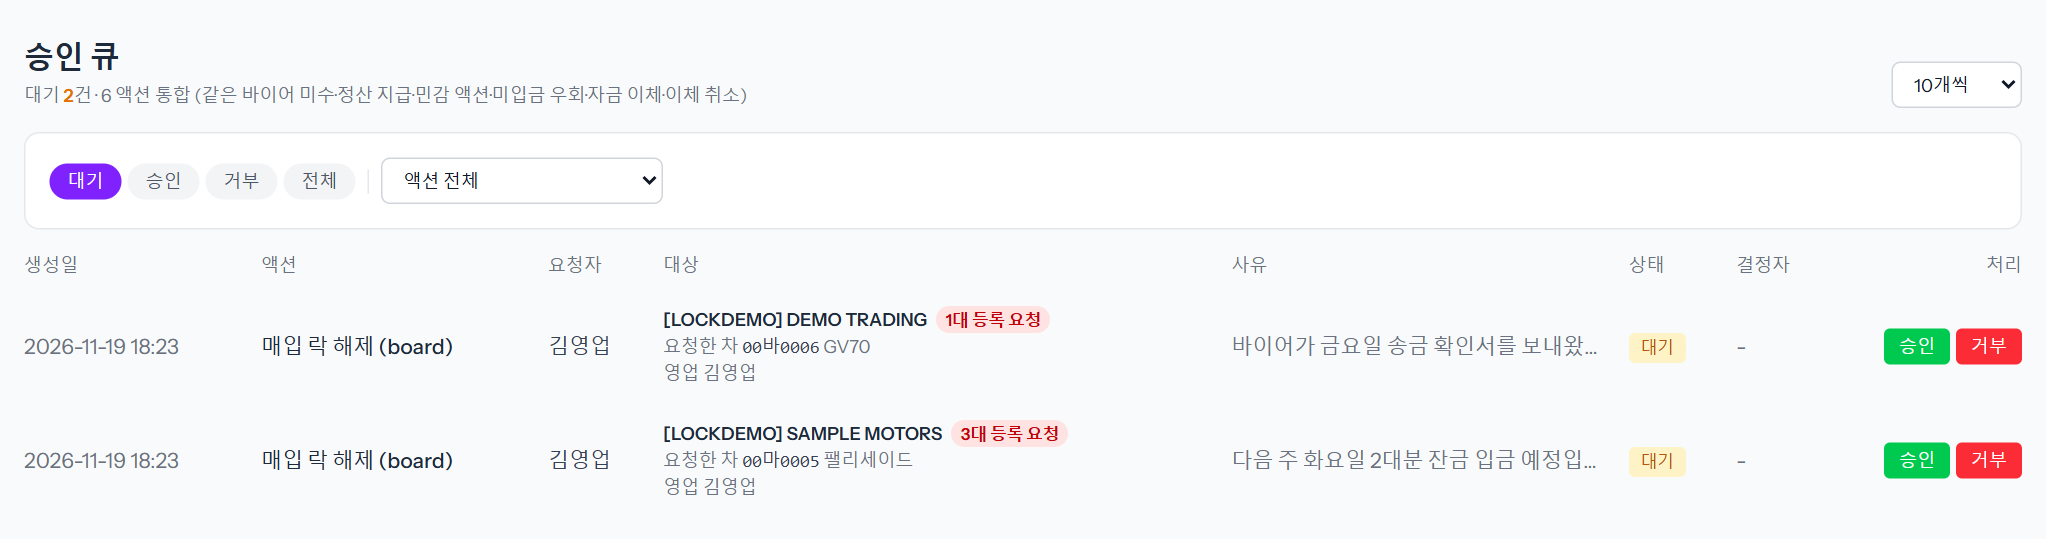 승인 큐
대기 2건·6 액션 통합 (같은 바이어 미수·정산 지급·민감 액션·미입금 우회·자금 이체·이체 취소)
10개씩
대기 승인 거부 전체 액션 전체
생성일 액션 요청자 대상 사유 상태 결정자 처리
[LOCKDEMO] DEMO TRADING 1대 등록 요청
2026-11-19 18:23 매입 락 해제 (board) 김영업 요청한 차 00바0006 GV70 바이어가 금요일 송금 확인서를 보내왔... 대기 - 승인 거부
영업 김영업
[LOCKDEMO] SAMPLE MOTORS 3대 등록 요청
2026-11-19 18:23 매입 락 해제 (board) 김영업 요청한 차 00마0005 팰리세이드 다음 주 화요일 2대분 잔금 입금 예정입... 대기 - 승인 거부
영업 김영업